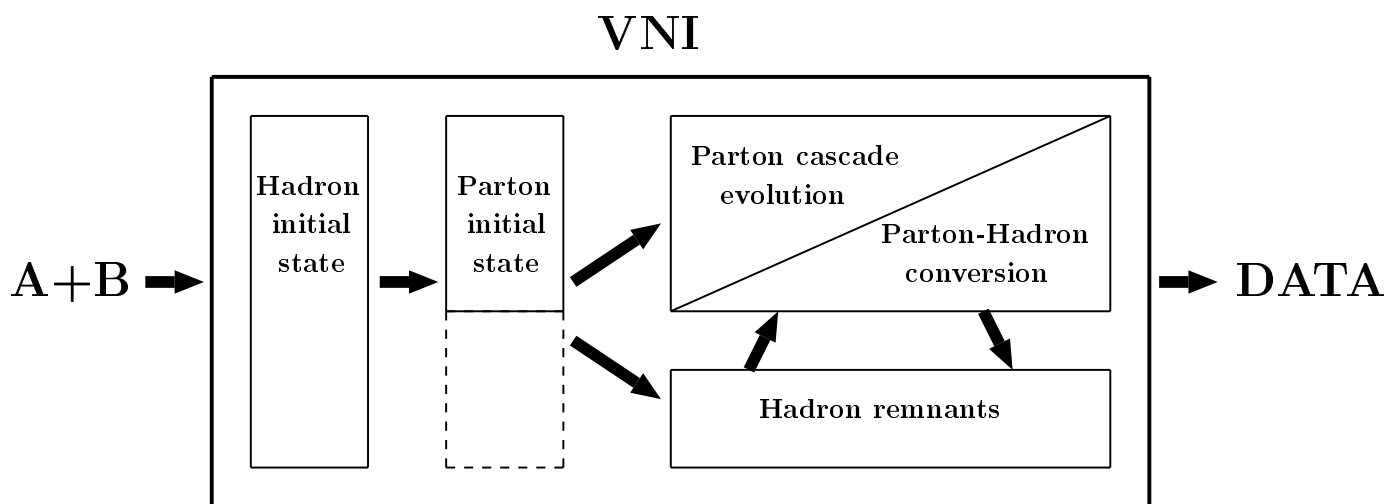 VNI
A+B
Hadron
initial
state
Parton
initial
state
Parton cascade
evolution
Parton-Hadron
conversion
Hadron remnants
DATA